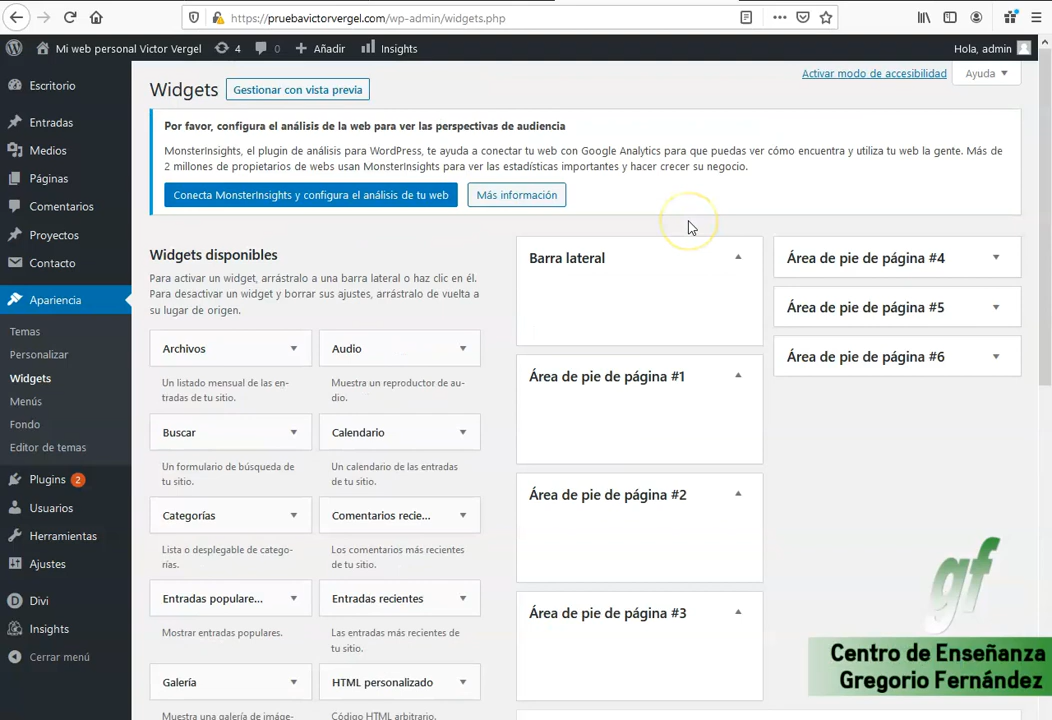 https://pruebavictorvergel.com/wp-admin/widgets.php
Mi web personal Victor Vergel
4
0
Añadir
Insights
Hola, admin
Escritorio
Entradas
Medios
Páginas
Comentarios
Proyectos
Contacto
Apariencia
Temas
Personalizar
Widgets
Menús
Fondo
Editor de temas
Plugins 2
Usuarios
Herramientas
Ajustes
Divi
Insights
Cerrar menú
Activar modo de accesibilidad
Ayuda
Widgets
Gestionar con vista previa
Por favor, configura el análisis de la web para ver las perspectivas de audiencia
MonsterInsights, el plugin de análisis para WordPress, te ayuda a conectar tu web con Google Analytics para que puedas ver cómo encuentra y utiliza tu web la gente. Más de
2 millones de propietarios de webs usan MonsterInsights para ver las estadísticas importantes y hacer crecer su negocio.
Conecta MonsterInsights y configura el análisis de tu web
Más información
Widgets disponibles
Para activar un widget, arrástralo a una barra lateral o haz clic en él.
Para desactivar un widget y borrar sus ajustes, arrástralo de vuelta a
su lugar de origen.
Archivos
Un listado mensual de las en-
tradas de tu sitio.
Audio
Muestra un reproductor de au-
dio.
Buscar
Un formulario de búsqueda de
tu sitio.
Calendario
Un calendario de las entradas
de tu sitio.
Categorías
Lista o desplegable de catego-
rías.
Comentarios recie...
Los comentarios más recientes
de tu sitio.
Entradas populare...
Mostrar entradas populares.
Entradas recientes
Las entradas más recientes de
tu sitio.
Galería
Muestra una galería de imáge-
HTML personalizado
Código HTML arbitrario.
Barra lateral
Área de pie de página #1
Área de pie de página #2
Área de pie de página #3
Área de pie de página #4
Área de pie de página #5
Área de pie de página #6
gf
Centro de Enseñanza
Gregorio Fernández